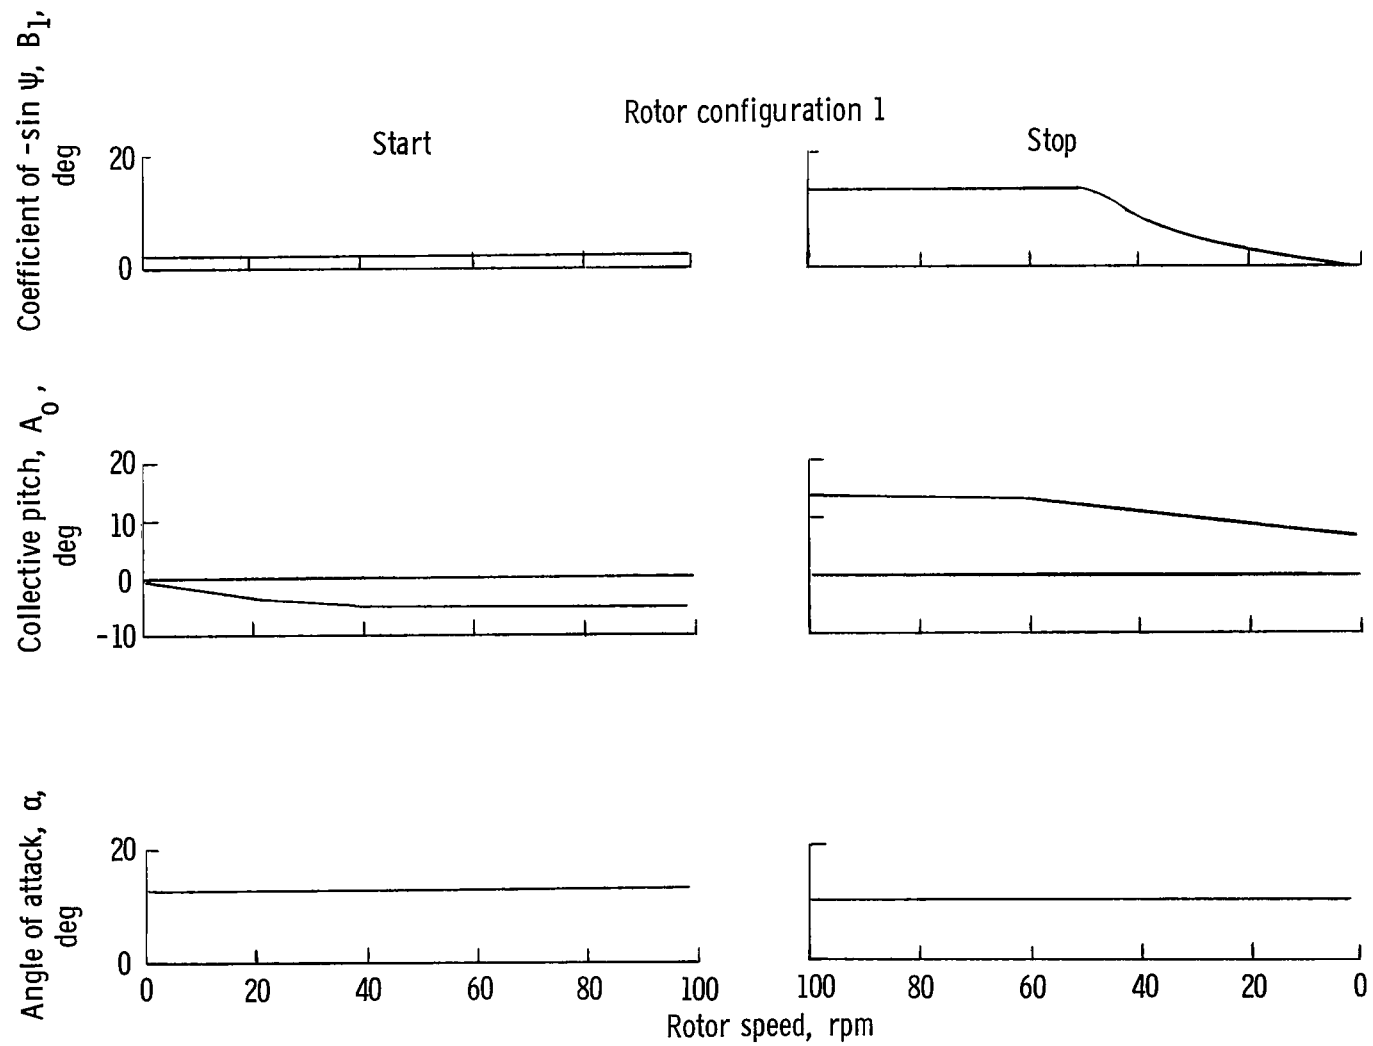 Rotor configuration 1
Start
Stop
Coefficient of -sin ψ, B1,
deg
20
0
Collective pitch, Ao,
deg
20
10
0
-10
Angle of attack, α,
deg
20
0
0 20 40 60 80 100
100 80 60 40 20 0
Rotor speed, rpm